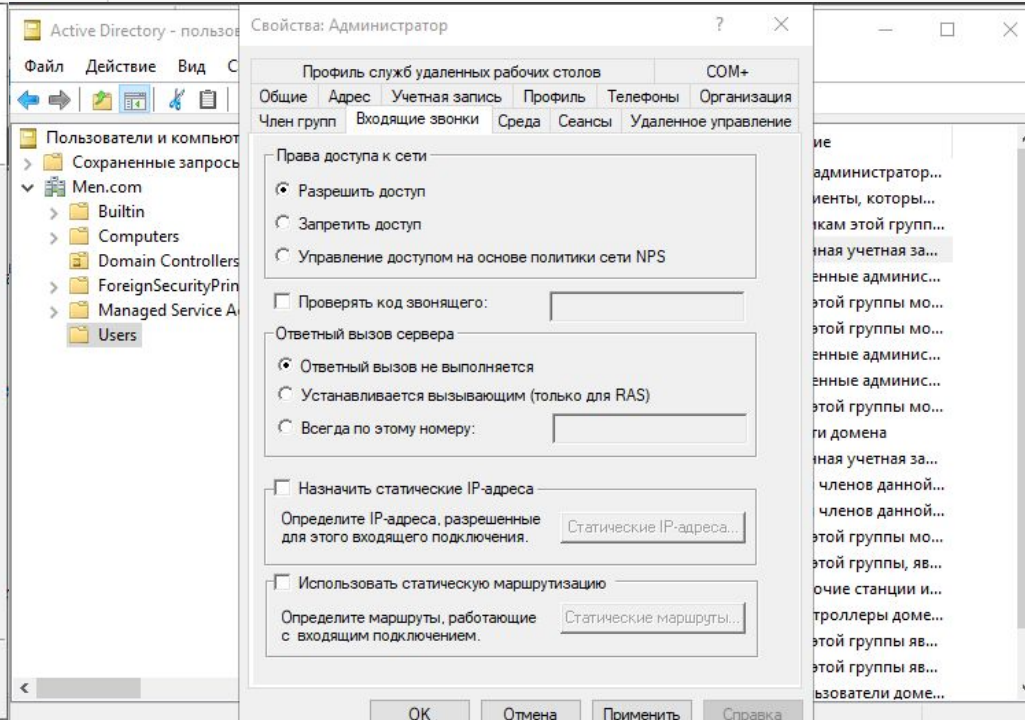 Active Directory - пользов
Свойства: Администратор
?
Файл Действие Вид С
Профиль служб удаленных рабочих столов COM+
Общие Адрес Учетная запись Профиль Телефоны Организация
Член групп Входящие звонки Среда Сеансы Удаленное управление
Пользователи и компьют
Сохраненные запросы
Men.com
Builtin
Computers
Domain Controllers
ForeignSecurityPrin
Managed Service A
Users
Права доступа к сети
Разрешить доступ
Запретить доступ
Управление доступом на основе политики сети NPS
Проверять код звонящего:
Ответный вызов сервера
Ответный вызов не выполняется
Устанавливается вызывающим (только для RAS)
Всегда по этому номеру:
Назначить статические IP-адреса
Определите IP-адреса, разрешенные
для этого входящего подключения.
Статические IP-адреса...
Использовать статическую маршрутизацию
Определите маршруты, работающие
с входящим подключением.
Статические маршруты...
OK Отмена Применить Справка
ие
администратор...
иенты, которы...
икам этой групп...
нная учетная за...
енные админис...
этой группы мо...
этой группы мо...
енные админис...
енные админис...
этой группы мо...
ти домена
нная учетная за...
членов данной...
членов данной...
этой группы мо...
этой группы, яв...
очие станции и...
троллеры доме...
этой группы яв...
этой группы яв...
ьзователи доме...